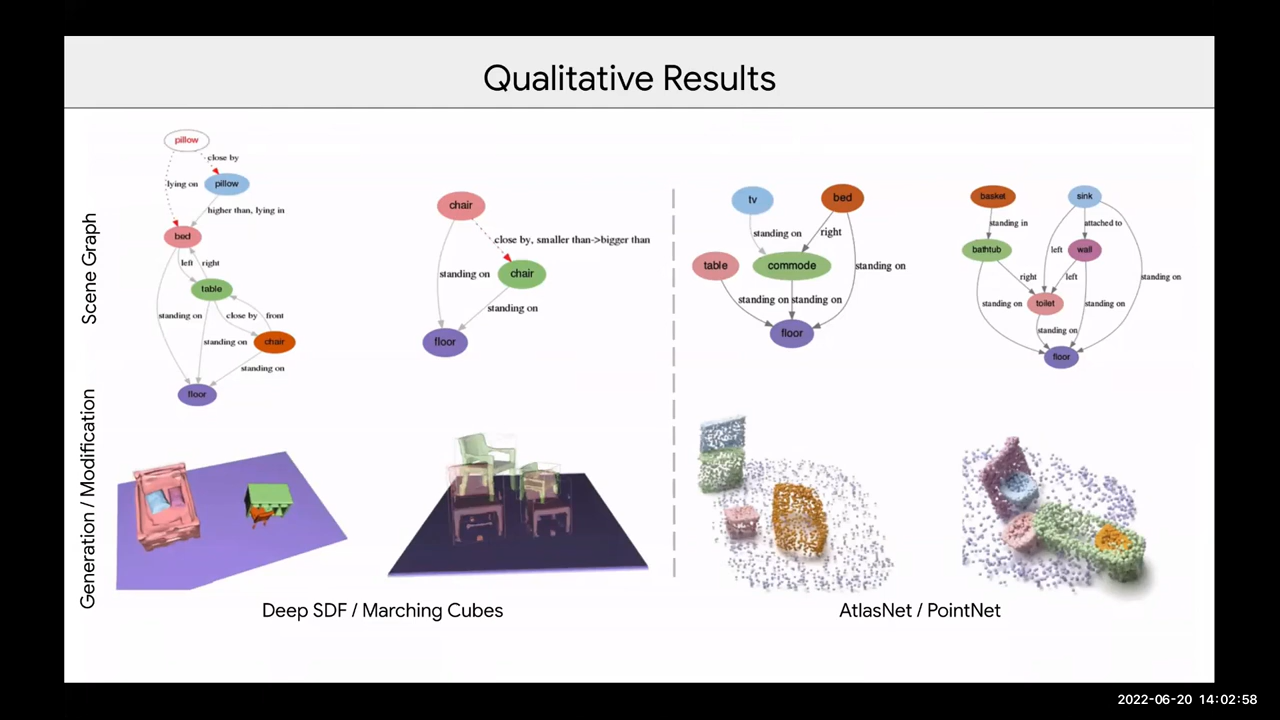 Qualitative Results
Scene Graph
pillow
close by
lying on
pillow
higher than, lying in
bed
left
right
table
standing on
close by
front
standing on
chair
standing on
floor
chair
close by, smaller than->bigger than
standing on
chair
standing on
floor
tv
bed
standing on
right
table
commode
standing on
standing on
standing on
floor
basket
sink
standing in
attached to
bathtub
left
wall
right
left
standing on
standing on
toilet
standing on
standing on
floor
Generation / Modification
Deep SDF / Marching Cubes
AtlasNet / PointNet
2022-06-20 14:02:58